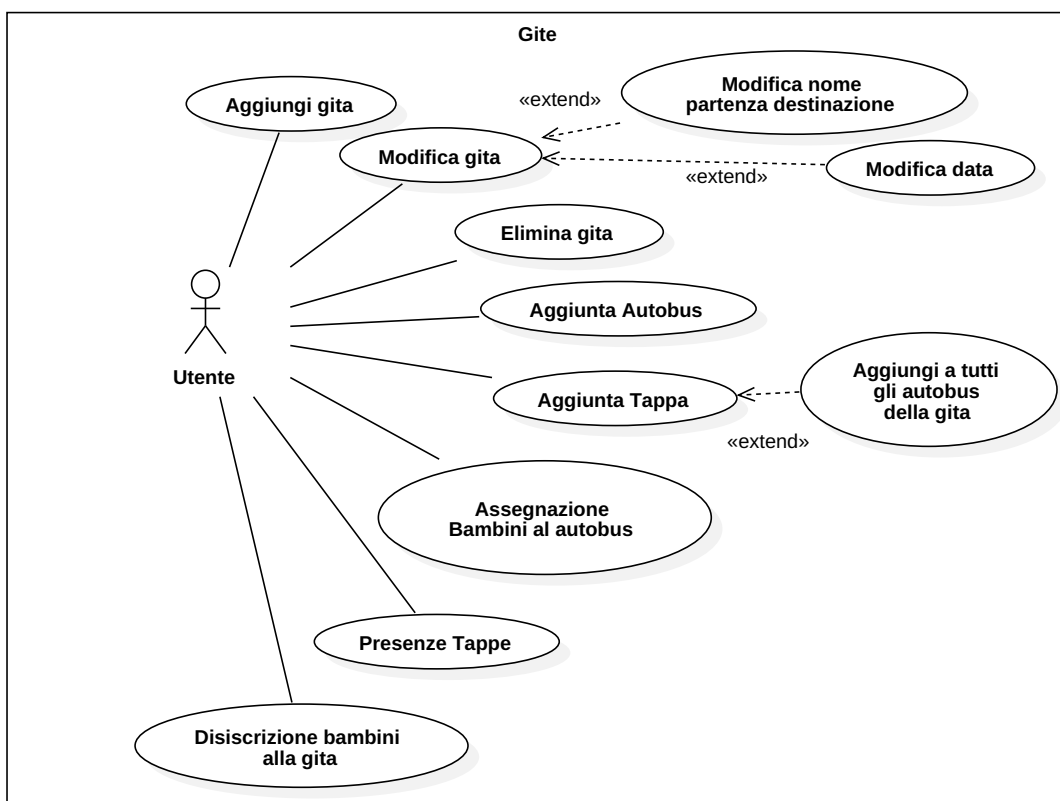 Gite
Aggiungi gita
«extend»
Modifica nome
partenza destinazione
Modifica gita
«extend»
Modifica data
Elimina gita
Aggiunta Autobus
Utente
Aggiunta Tappa
Aggiungi a tutti
gli autobus
della gita
«extend»
Assegnazione
Bambini al autobus
Presenze Tappe
Disiscrizione bambini
alla gita